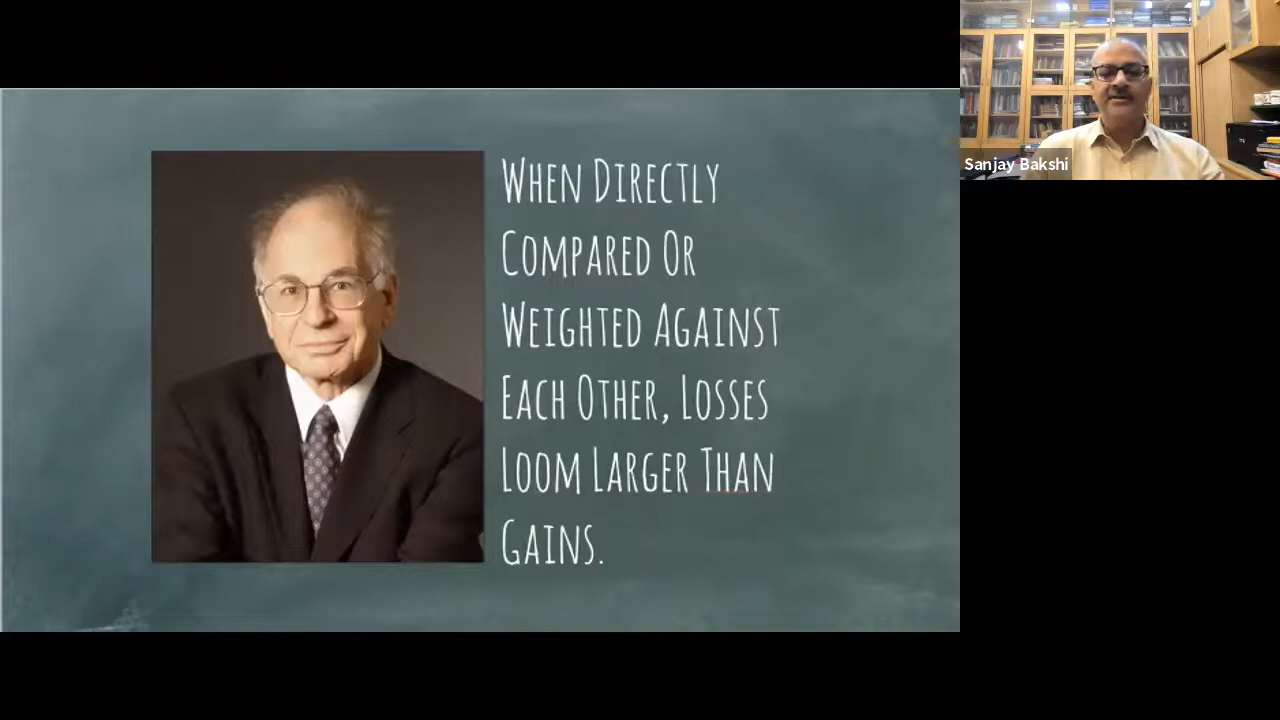 When Directly
Compared Or
Weighted Against
Each Other, Losses
Loom Larger Than
Gains.
Sanjay Bakshi